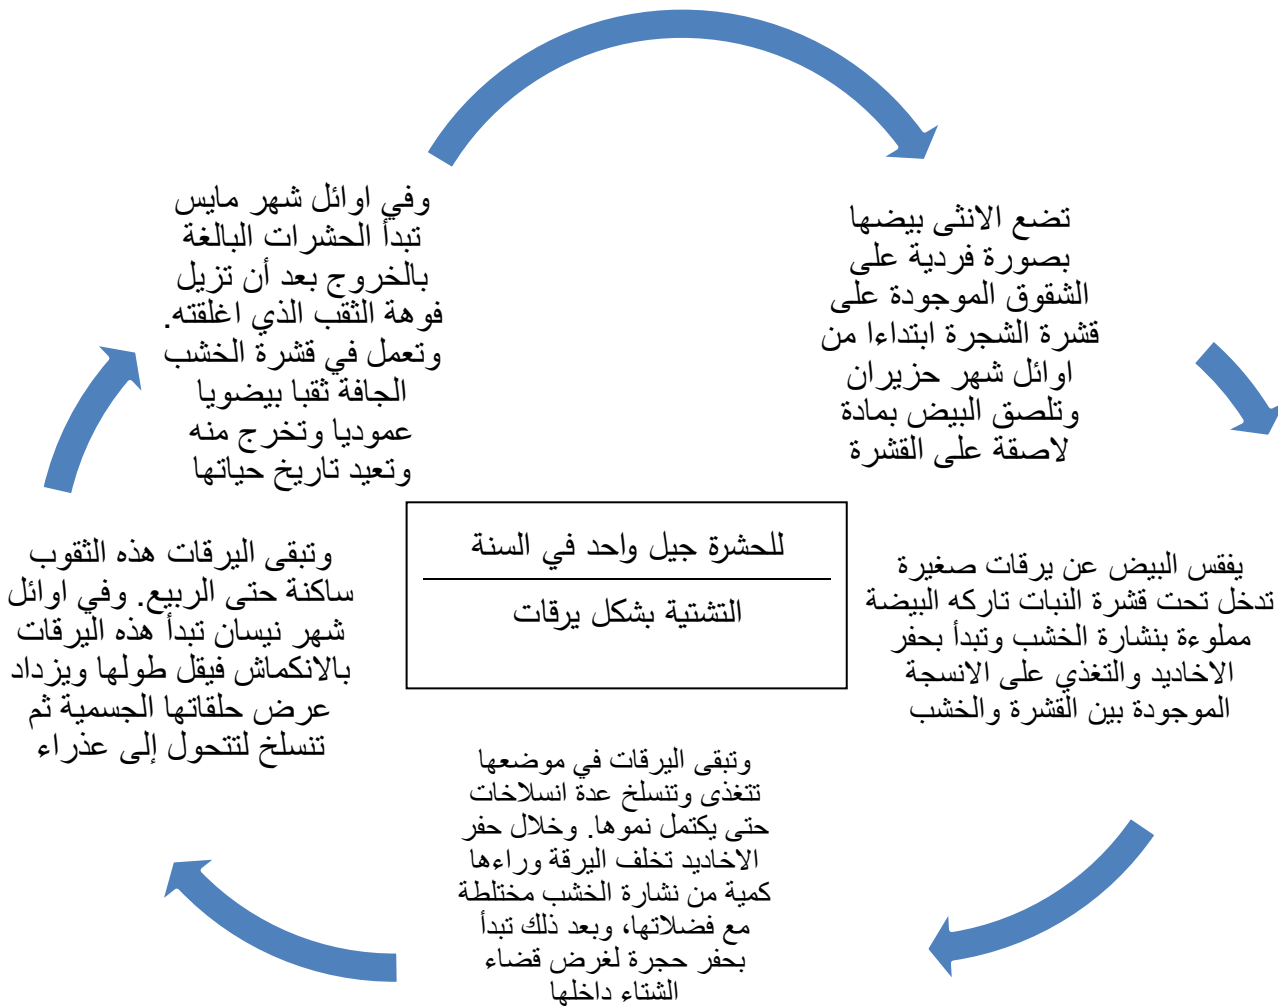 تضع الانثى بيضها
بصورة فردية على
الشقوق الموجودة على
قشرة الشجرة ابتداءا من
اوائل شهر حزيران
وتلصق البيض بمادة
لاصقة على القشرة
يفقس البيض عن يرقات صغيرة
تدخل تحت قشرة النبات تاركه البيضة
مملوءة بنشارة الخشب وتبدأ بحفر
الاخاديد والتغذي على الانسجة
الموجودة بين القشرة والخشب
وتبقى اليرقات في موضعها
تتغذى وتنسلخ عدة انسلاخات
حتى يكتمل نموها. وخلال حفر
الاخاديد تخلف اليرقة وراءها
كمية من نشارة الخشب مختلطة
مع فضلاتها، وبعد ذلك تبدأ
بحفر حجرة لغرض قضاء
الشتاء داخلها
وتبقى اليرقات هذه الثقوب
ساكنة حتى الربيع. وفي اوائل
شهر نيسان تبدأ هذه اليرقات
بالانكماش فيقل طولها ويزداد
عرض حلقاتها الجسمية ثم
تنسلخ لتتحول إلى عذراء
وفي اوائل شهر مايس
تبدأ الحشرات البالغة
بالخروج بعد أن تزيل
فوهة الثقب الذي اغلقته.
وتعمل في قشرة الخشب
الجافة ثقبا بيضويا
عموديا وتخرج منه
وتعيد تاريخ حياتها
للحشرة جيل واحد في السنة
التشتية بشكل يرقات